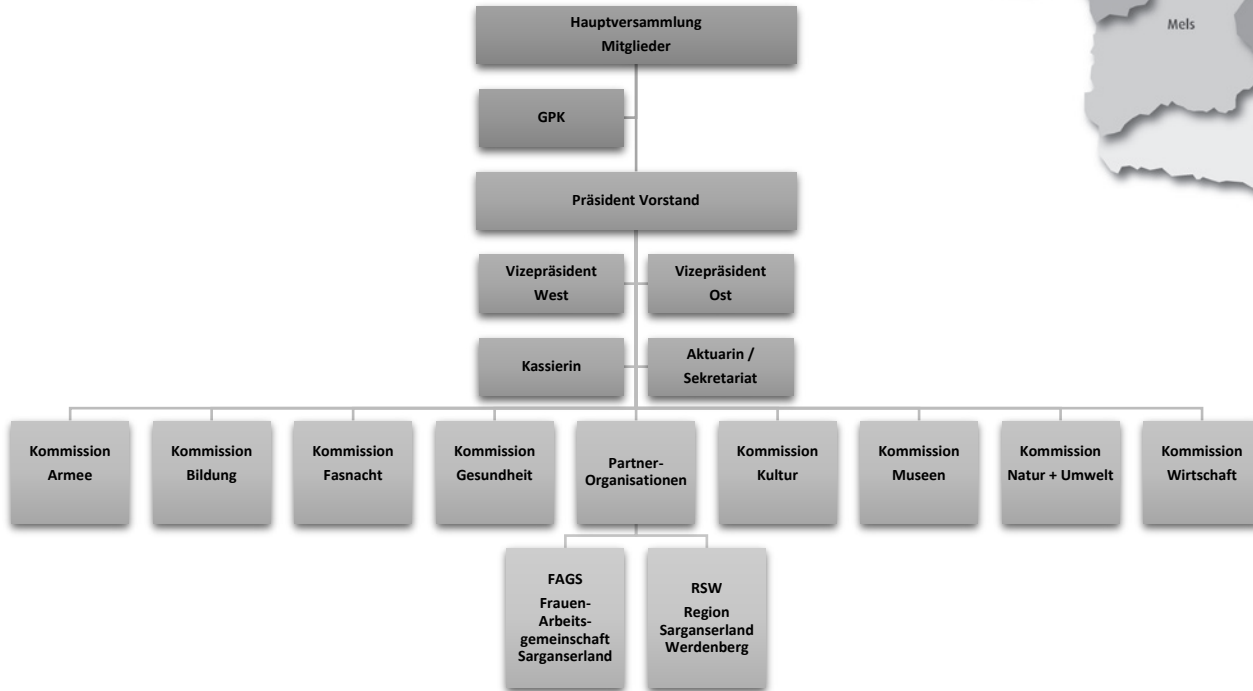 Hauptversammlung
Mitglieder
Mels
GPK
Präsident Vorstand
Vizepräsident
West
Vizepräsident
Ost
Kassierin
Aktuarin /
Sekretariat
Kommission
Armee
Kommission
Bildung
Kommission
Fasnacht
Kommission
Gesundheit
Partner-
Organisationen
Kommission
Kultur
Kommission
Museen
Kommission
Natur + Umwelt
Kommission
Wirtschaft
FAGS
Frauen-
Arbeits-
gemeinschaft
Sarganserland
RSW
Region
Sarganserland
Werdenberg